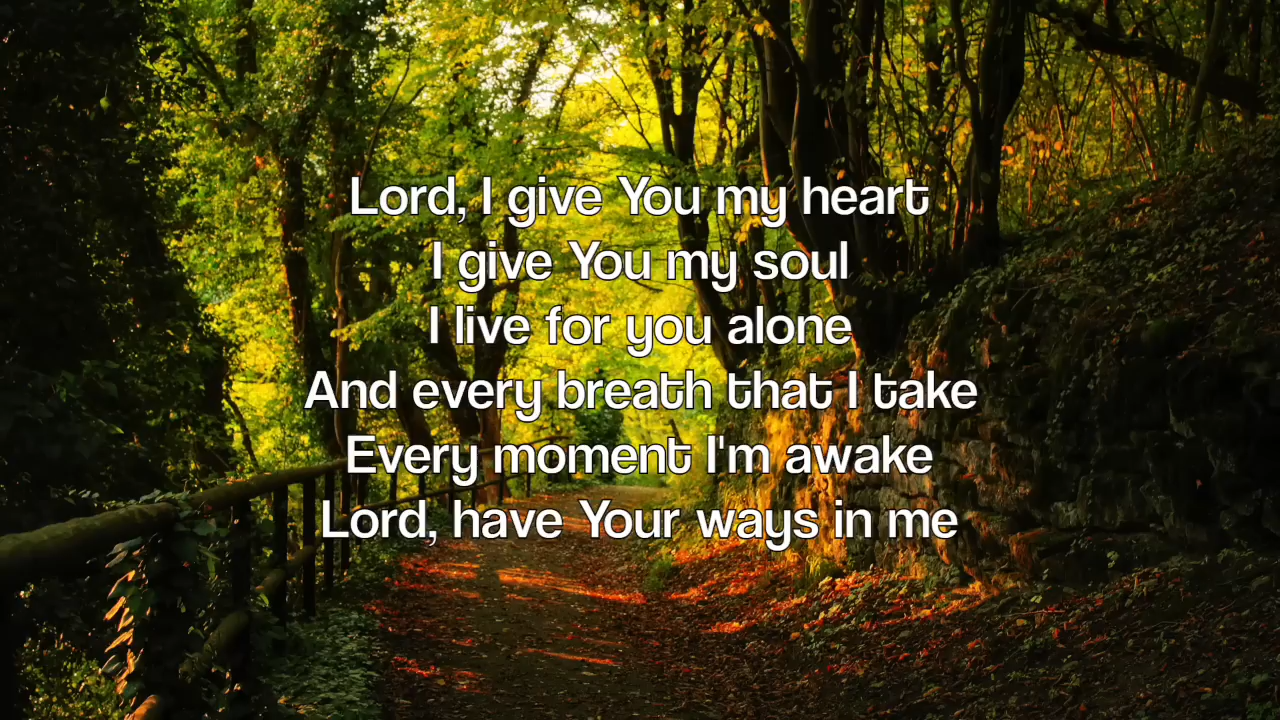 Lord, I give You my heart
I give You my soul
I live for you alone
And every breath that I take
Every moment I'm awake
Lord, have Your ways in me